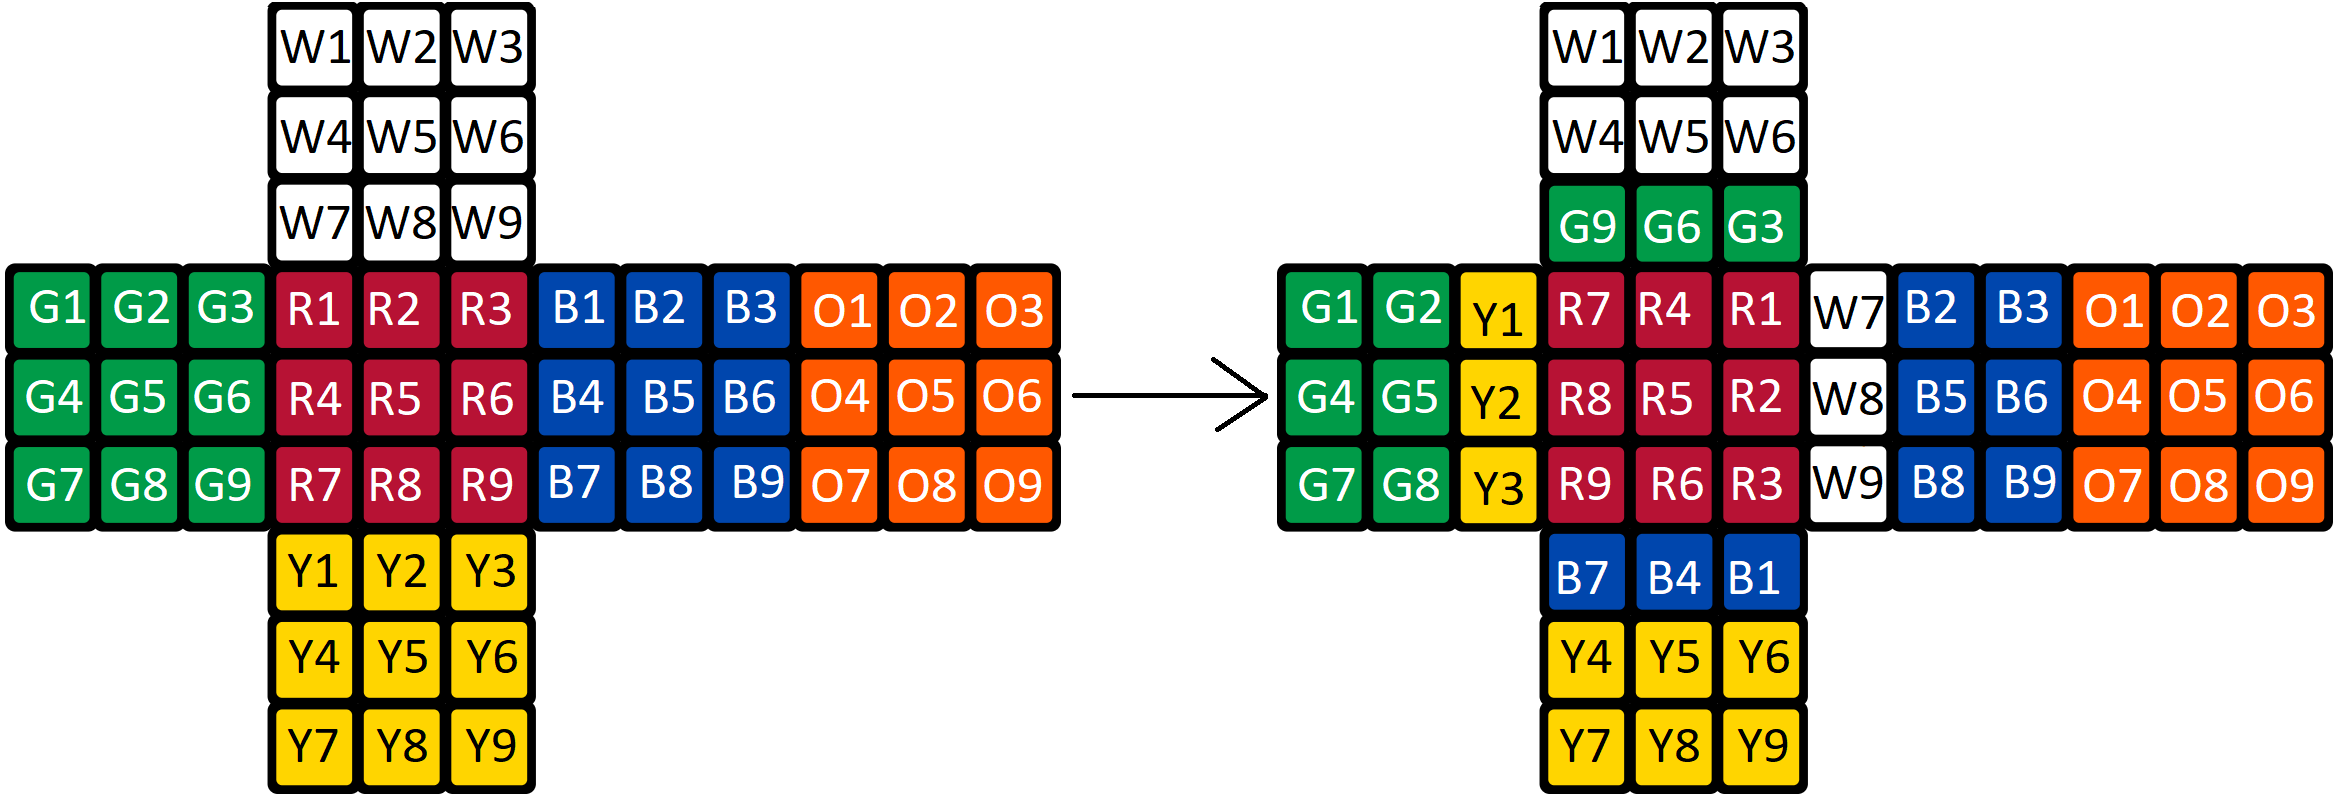 W1 W2 W3
W4 W5 W6
W7 W8 W9
G1 G2 G3 R1 R2 R3 B1 B2 B3 O1 O2 O3
G4 G5 G6 R4 R5 R6 B4 B5 B6 O4 O5 O6
G7 G8 G9 R7 R8 R9 B7 B8 B9 O7 O8 O9
Y1 Y2 Y3
Y4 Y5 Y6
Y7 Y8 Y9
W1 W2 W3
W4 W5 W6
G9 G6 G3
G1 G2 Y1 R7 R4 R1 W7 B2 B3 O1 O2 O3
G4 G5 Y2 R8 R5 R2 W8 B5 B6 O4 O5 O6
G7 G8 Y3 R9 R6 R3 W9 B8 B9 O7 O8 O9
B7 B4 B1
Y4 Y5 Y6
Y7 Y8 Y9